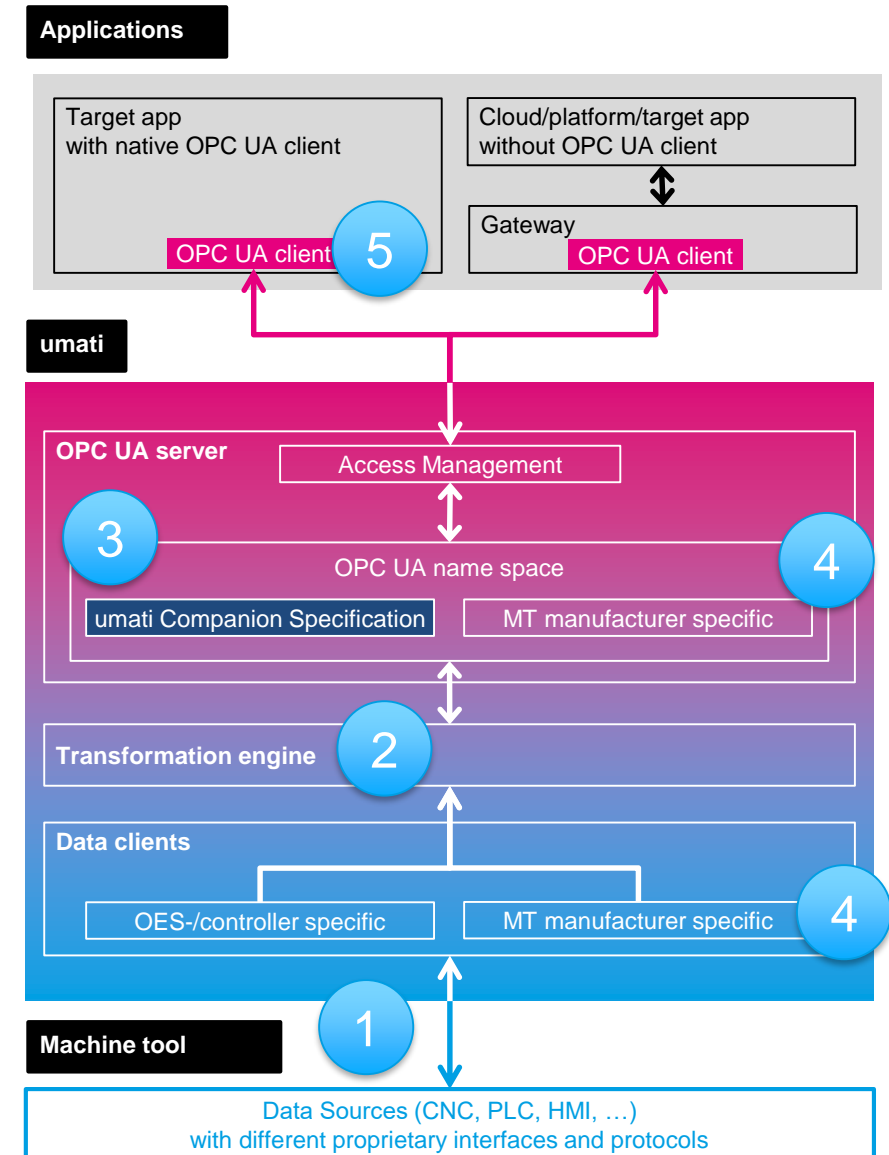 Applications
Target app
with native OPC UA client
OPC UA client
5
Cloud/platform/target app
without OPC UA client
Gateway
OPC UA client
umati
OPC UA server
Access Management
3
4
OPC UA name space
umati Companion Specification
MT manufacturer specific
Transformation engine
2
Data clients
OES-/controller specific
MT manufacturer specific
4
1
Machine tool
Data Sources (CNC, PLC, HMI, …)
with different proprietary interfaces and protocols